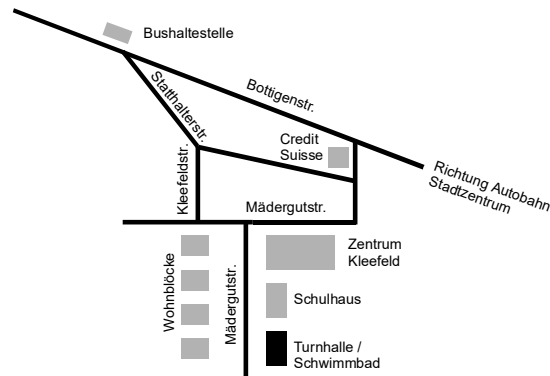 Bushaltestelle
Statthalterstr.
Bottigenstr.
Credit
Suisse
Richtung Autobahn
Stadtzentrum
Kleefeldstr.
Mädergutstr.
Zentrum
Kleefeld
Wohnblöcke
Mädergutstr.
Schulhaus
Turnhalle /
Schwimmbad